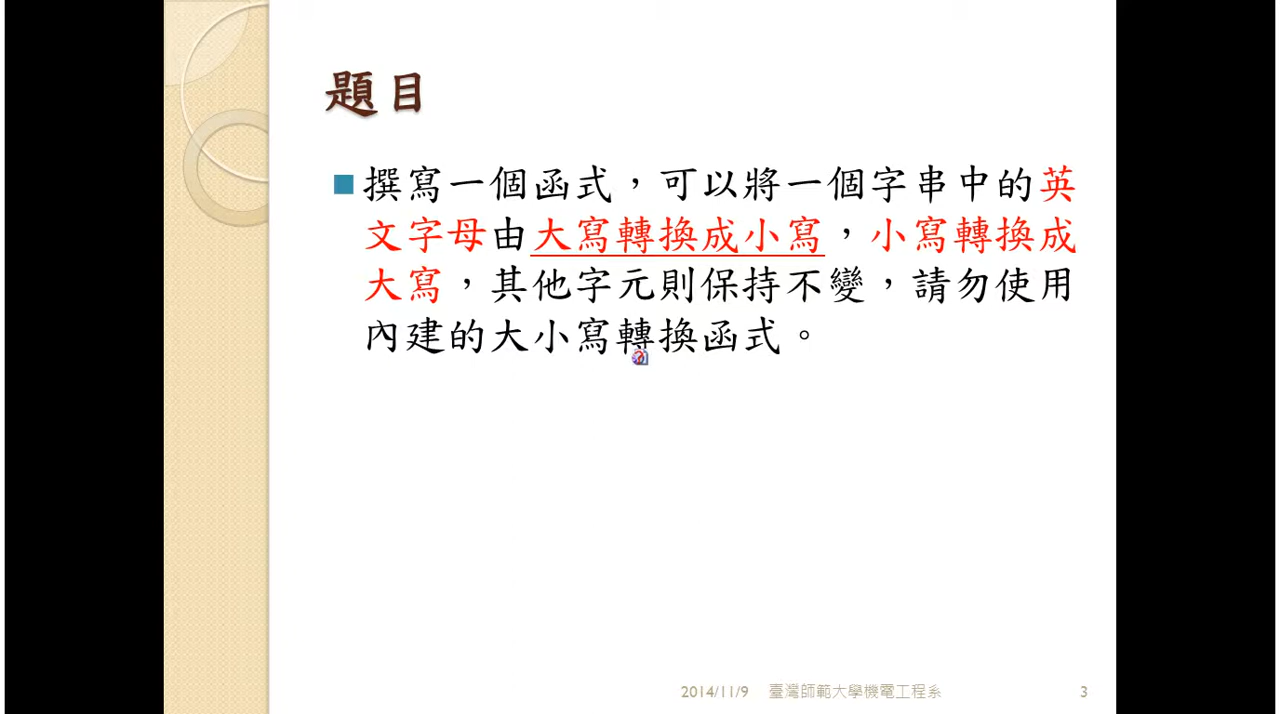 題目
撰寫一個函式，可以將一個字串中的英
文字母由大寫轉換成小寫，小寫轉換成
大寫，其他字元則保持不變，請勿使用
內建的大小寫轉換函式。
2014/11/9 臺灣師範大學機電工程系 3